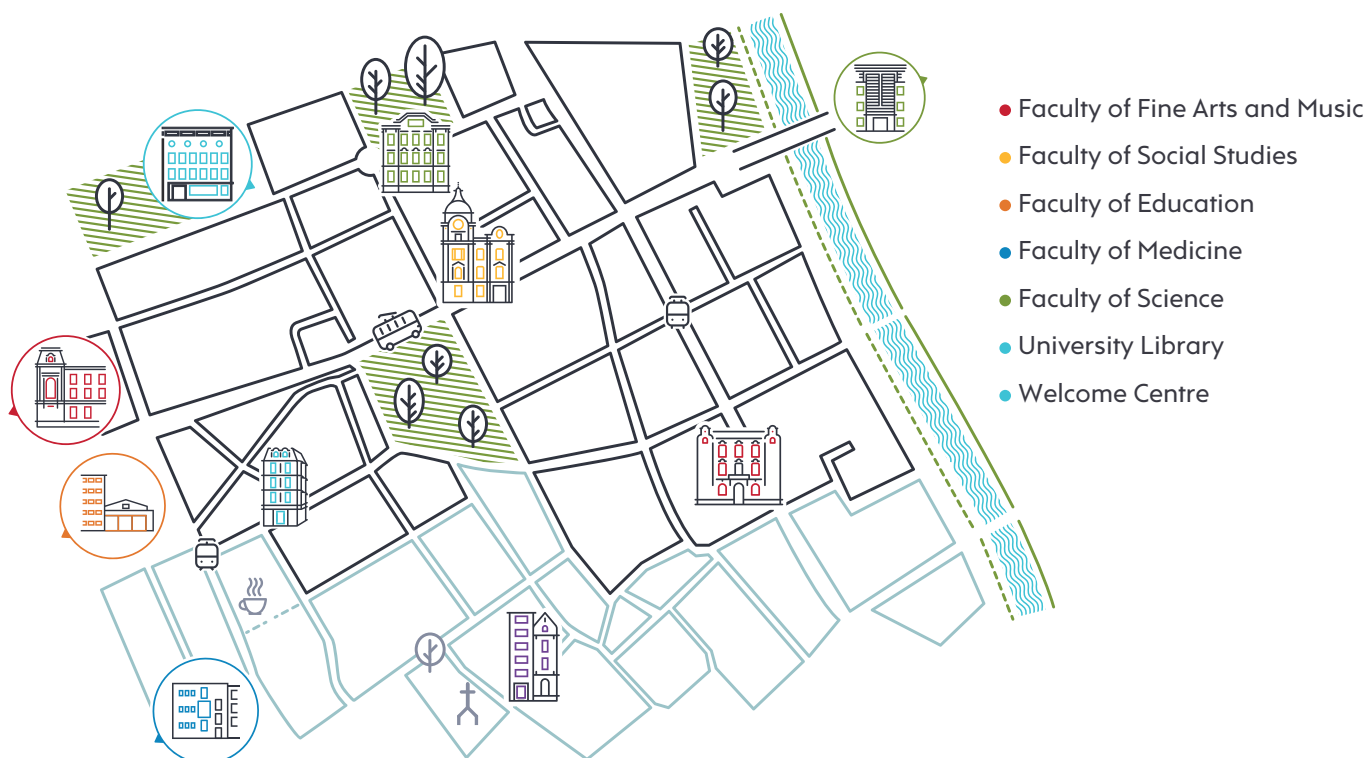 Faculty of Fine Arts and Music
Faculty of Social Studies
Faculty of Education
Faculty of Medicine
Faculty of Science
University Library
Welcome Centre